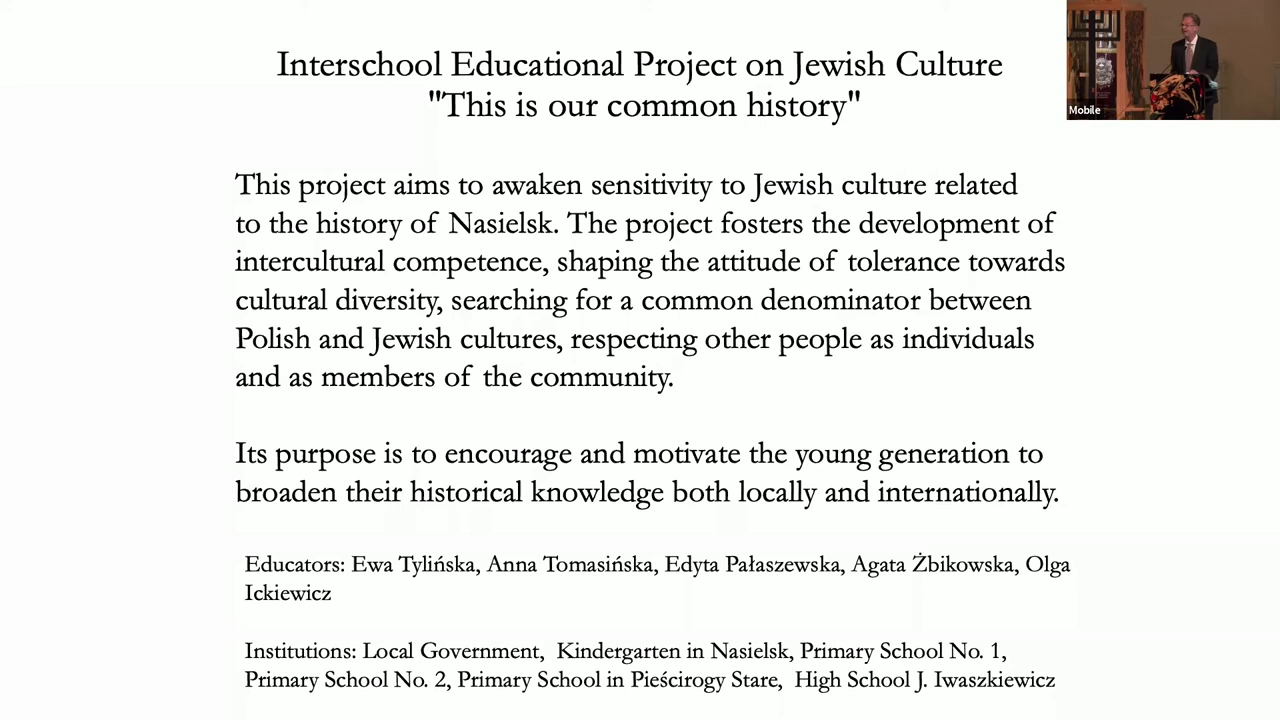 Interschool Educational Project on Jewish Culture
"This is our common history"
Mobile
This project aims to awaken sensitivity to Jewish culture related
to the history of Nasielsk. The project fosters the development of
intercultural competence, shaping the attitude of tolerance towards
cultural diversity, searching for a common denominator between
Polish and Jewish cultures, respecting other people as individuals
and as members of the community.
Its purpose is to encourage and motivate the young generation to
broaden their historical knowledge both locally and internationally.
Educators: Ewa Tylińska, Anna Tomasińska, Edyta Pałaszewska, Agata Żbikowska, Olga
Ickiewicz
Institutions: Local Government, Kindergarten in Nasielsk, Primary School No. 1,
Primary School No. 2, Primary School in Pieścirogy Stare, High School J. Iwaszkiewicz